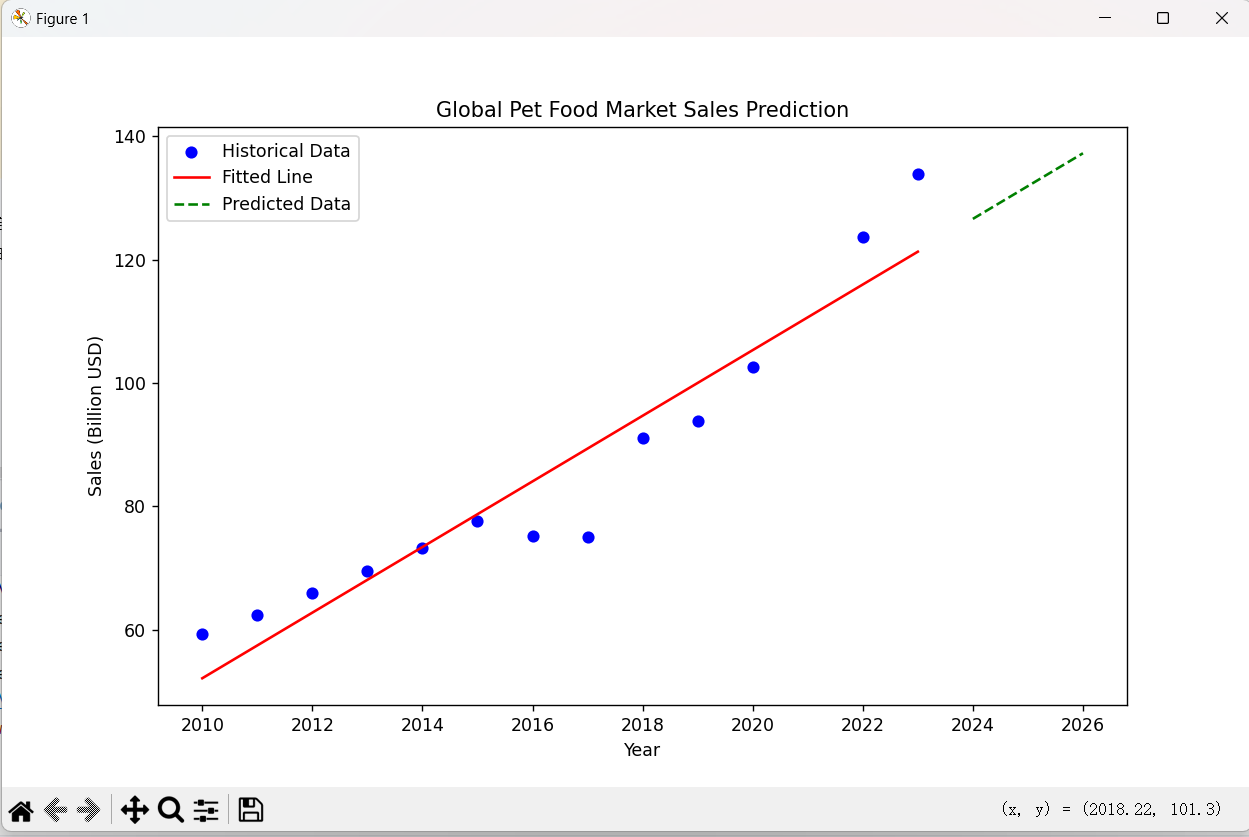 Figure 1
Global Pet Food Market Sales Prediction
140
120
100
80
60
Sales (Billion USD)
Historical Data
Fitted Line
Predicted Data
2010 2012 2014 2016 2018 2020 2022 2024 2026
Year
(x, y) = (2018.22, 101.3)